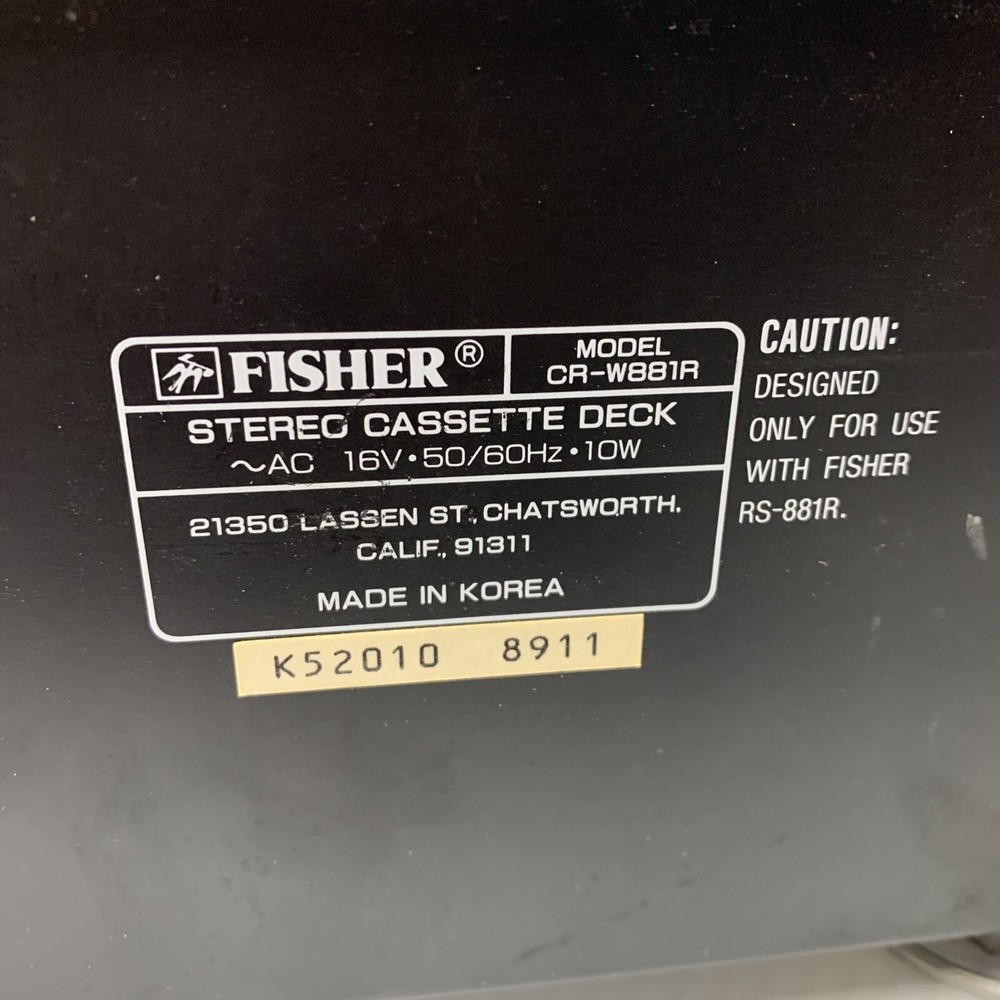 FISHER®
MODEL
CR-W881R
STEREO CASSETTE DECK
~AC 16V•50/60Hz•10W
21350 LASSEN ST., CHATSWORTH,
CALIF., 91311
MADE IN KOREA
K52010 8911
CAUTION:
DESIGNED
ONLY FOR USE
WITH FISHER
RS-881R.